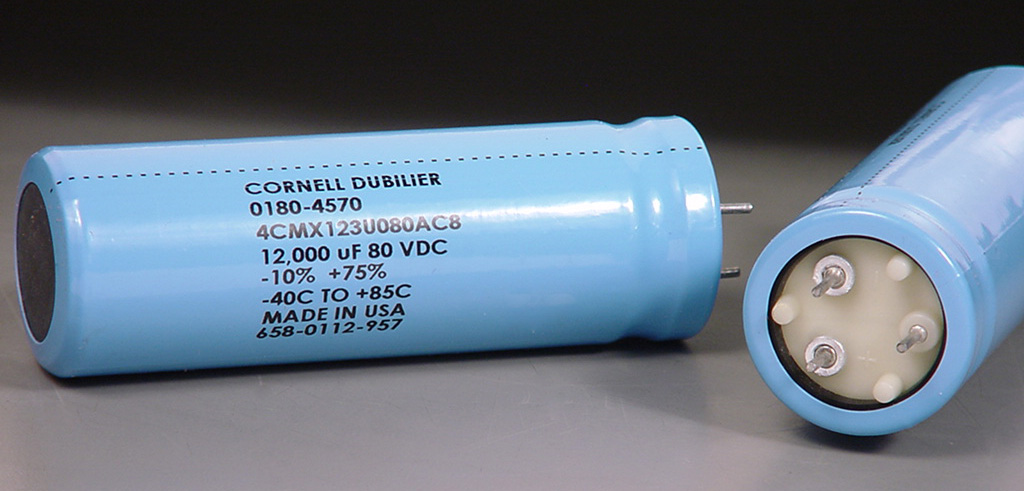 CORNELL DUBILIER
0180-4570
4CMX123U080AC8
12,000 uF 80 VDC
-10% +75%
-40C TO +85C
MADE IN USA
658-0112-957